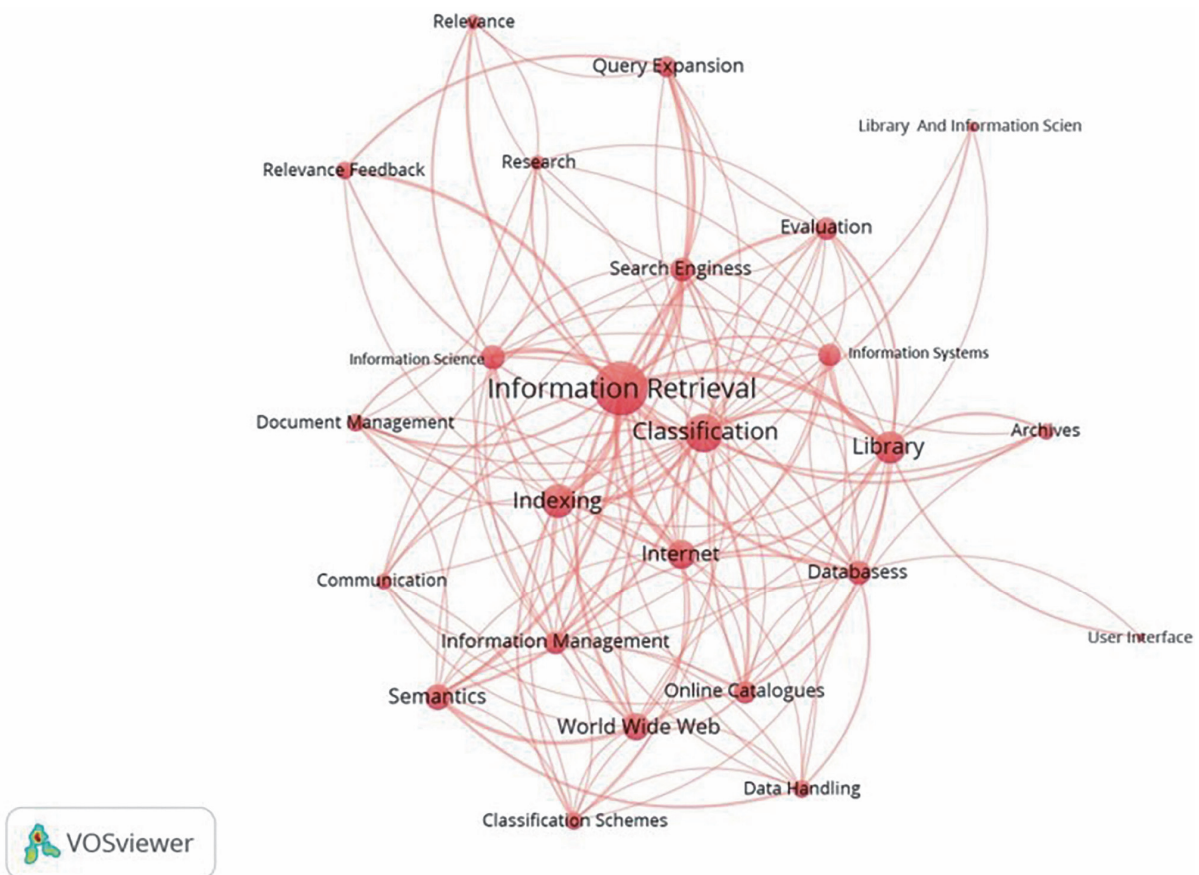 Relevance
Query Expansion
Library And Information Scien
Research
Relevance Feedback
Evaluation
Search Enginess
Information Science
Information Systems
Information Retrieval
Document Management
Classification
Archives
Library
Indexing
Internet
Databasess
Communication
User Interface
Information Management
Semantics
Online Catalogues
World Wide Web
Data Handling
Classification Schemes
VOSviewer